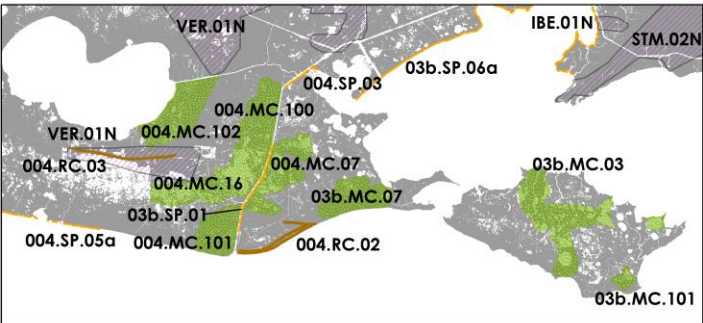 VER.01N
IBE.01N
STM.02N
03b.SP.06a
004.SP.03
004.MC.100
004.MC.102
VER.01N
004.RC.03
004.MC.07
03b.MC.03
004.MC.16
03b.MC.07
03b.SP.01
004.SP.05a
004.MC.101
004.RC.02
03b.MC.101